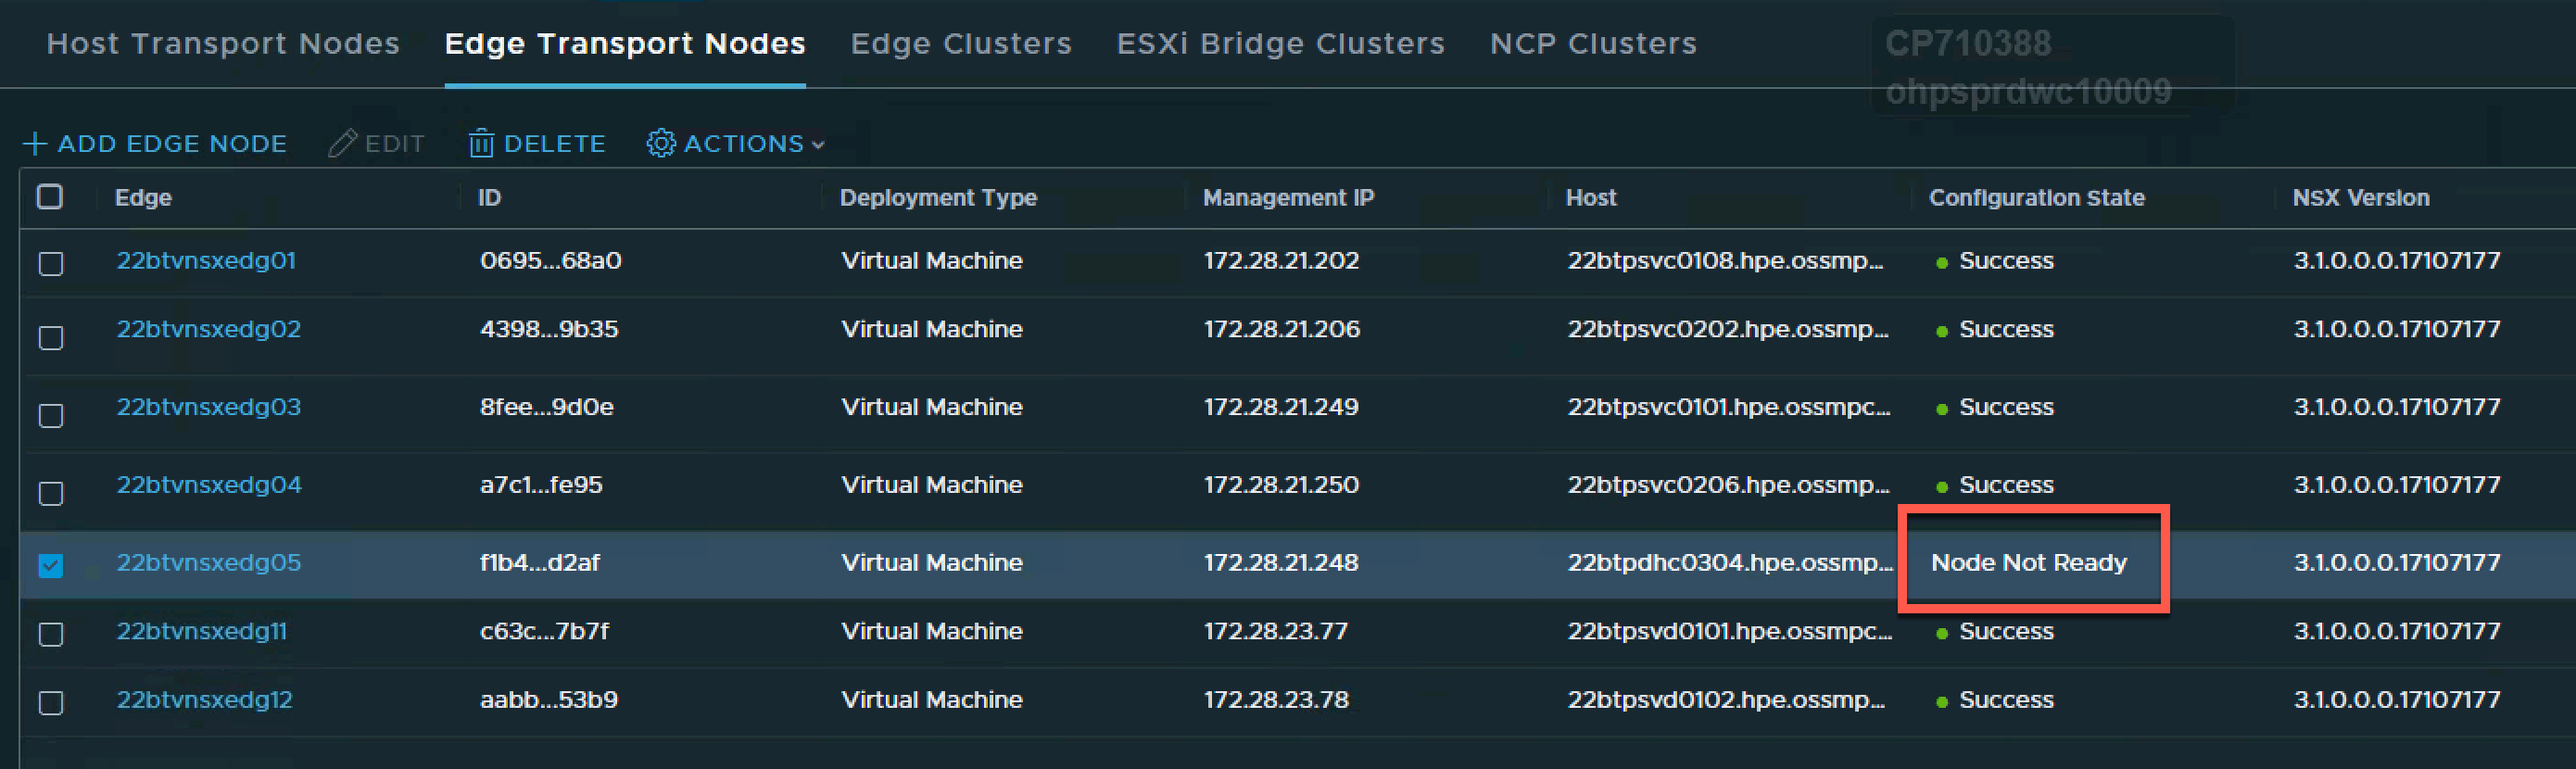 Host Transport Nodes Edge Transport Nodes Edge Clusters ESXi Bridge Clusters NCP Clusters
CP710388
ohpsprdwc10009
ADD EDGE NODE EDIT DELETE ACTIONS
Edge ID Deployment Type Management IP Host Configuration State NSX Version
22btvnsxedg01 0695...68a0 Virtual Machine 172.28.21.202 22btpsvc0108.hpe.ossmp... Success 3.1.0.0.0.17107177
22btvnsxedg02 4398...9b35 Virtual Machine 172.28.21.206 22btpsvc0202.hpe.ossmp... Success 3.1.0.0.0.17107177
22btvnsxedg03 8fee...9d0e Virtual Machine 172.28.21.249 22btpsvc0101.hpe.ossmpc... Success 3.1.0.0.0.17107177
22btvnsxedg04 a7c1...fe95 Virtual Machine 172.28.21.250 22btpsvc0206.hpe.ossmp... Success 3.1.0.0.0.17107177
22btvnsxedg05 f1b4...d2af Virtual Machine 172.28.21.248 22btpdhc0304.hpe.ossmp... Node Not Ready 3.1.0.0.0.17107177
22btvnsxedg11 c63c...7b7f Virtual Machine 172.28.23.77 22btpsvd0101.hpe.ossmpc... Success 3.1.0.0.0.17107177
22btvnsxedg12 aabb...53b9 Virtual Machine 172.28.23.78 22btpsvd0102.hpe.ossmp... Success 3.1.0.0.0.17107177